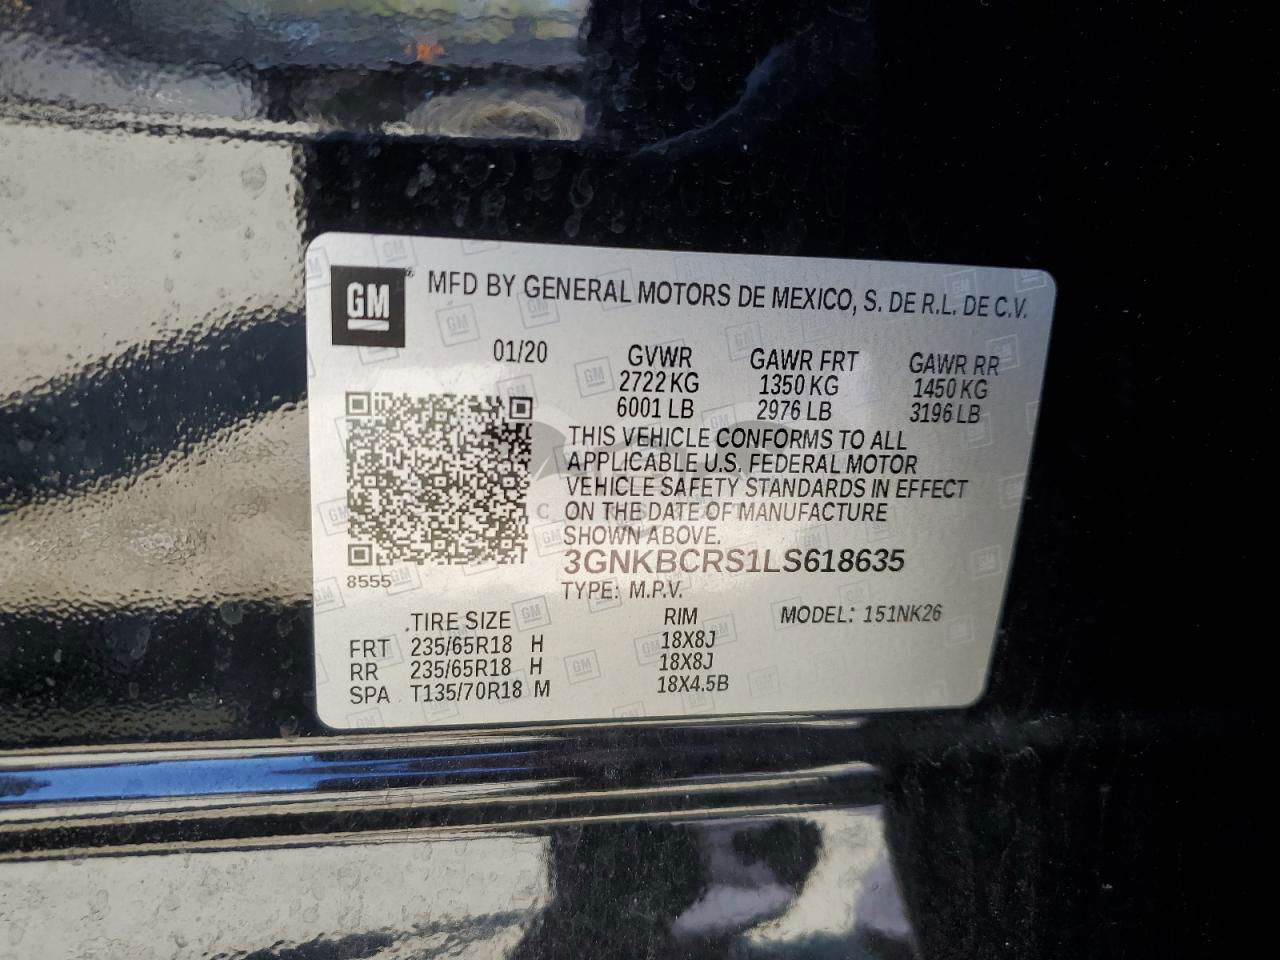 GM ® MFD BY GENERAL MOTORS DE MEXICO, S. DE R.L. DE C.V.
01/20 GVWR GAWR FRT GAWR RR
2722 KG 1350 KG 1450 KG
6001 LB 2976 LB 3196 LB
THIS VEHICLE CONFORMS TO ALL
APPLICABLE U.S. FEDERAL MOTOR
VEHICLE SAFETY STANDARDS IN EFFECT
ON THE DATE OF MANUFACTURE
SHOWN ABOVE.
3GNKBCRS1LS618635
8555 TYPE: M.P.V.
TIRE SIZE RIM MODEL: 151NK26
FRT 235/65R18 H 18X8J
RR 235/65R18 H 18X8J
SPA T135/70R18 M 18X4.5B